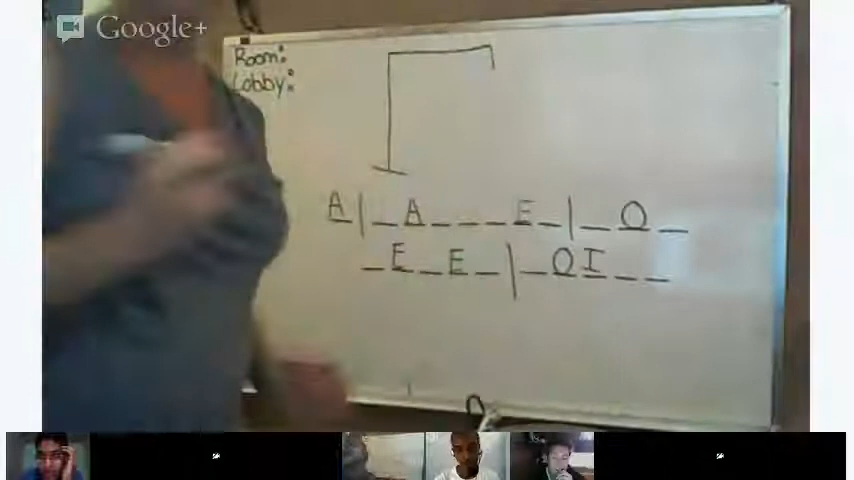 Google+
Room:
Lobby:
A | _ A _ _ _ E _ | _ O _
_ E _ E _ | _ O I _ _